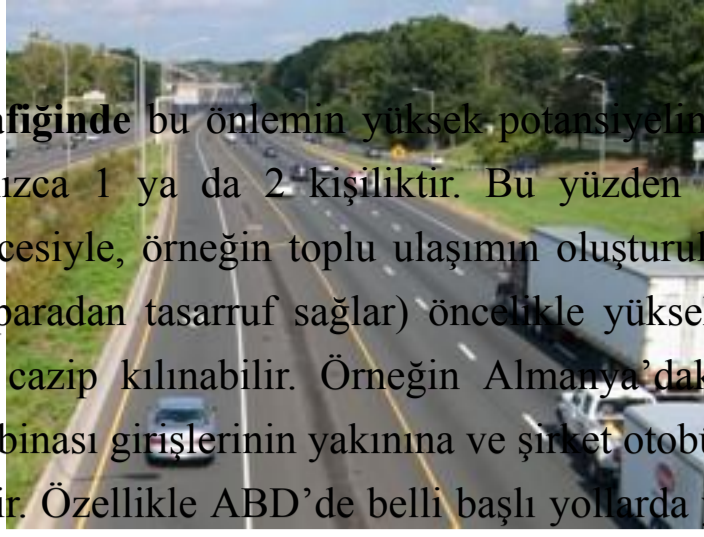 afiğinde bu önlemin yüksek potansiyelin
ızca 1 ya da 2 kişiliktir. Bu yüzden
cesiyle, örneğin toplu ulaşımın oluşturul
paradan tasarruf sağlar) öncelikle yüksel
cazip kılınabilir. Örneğin Almanya’dak
binası girişlerinin yakınına ve şirket otobü
ir. Özellikle ABD’de belli başlı yollarda